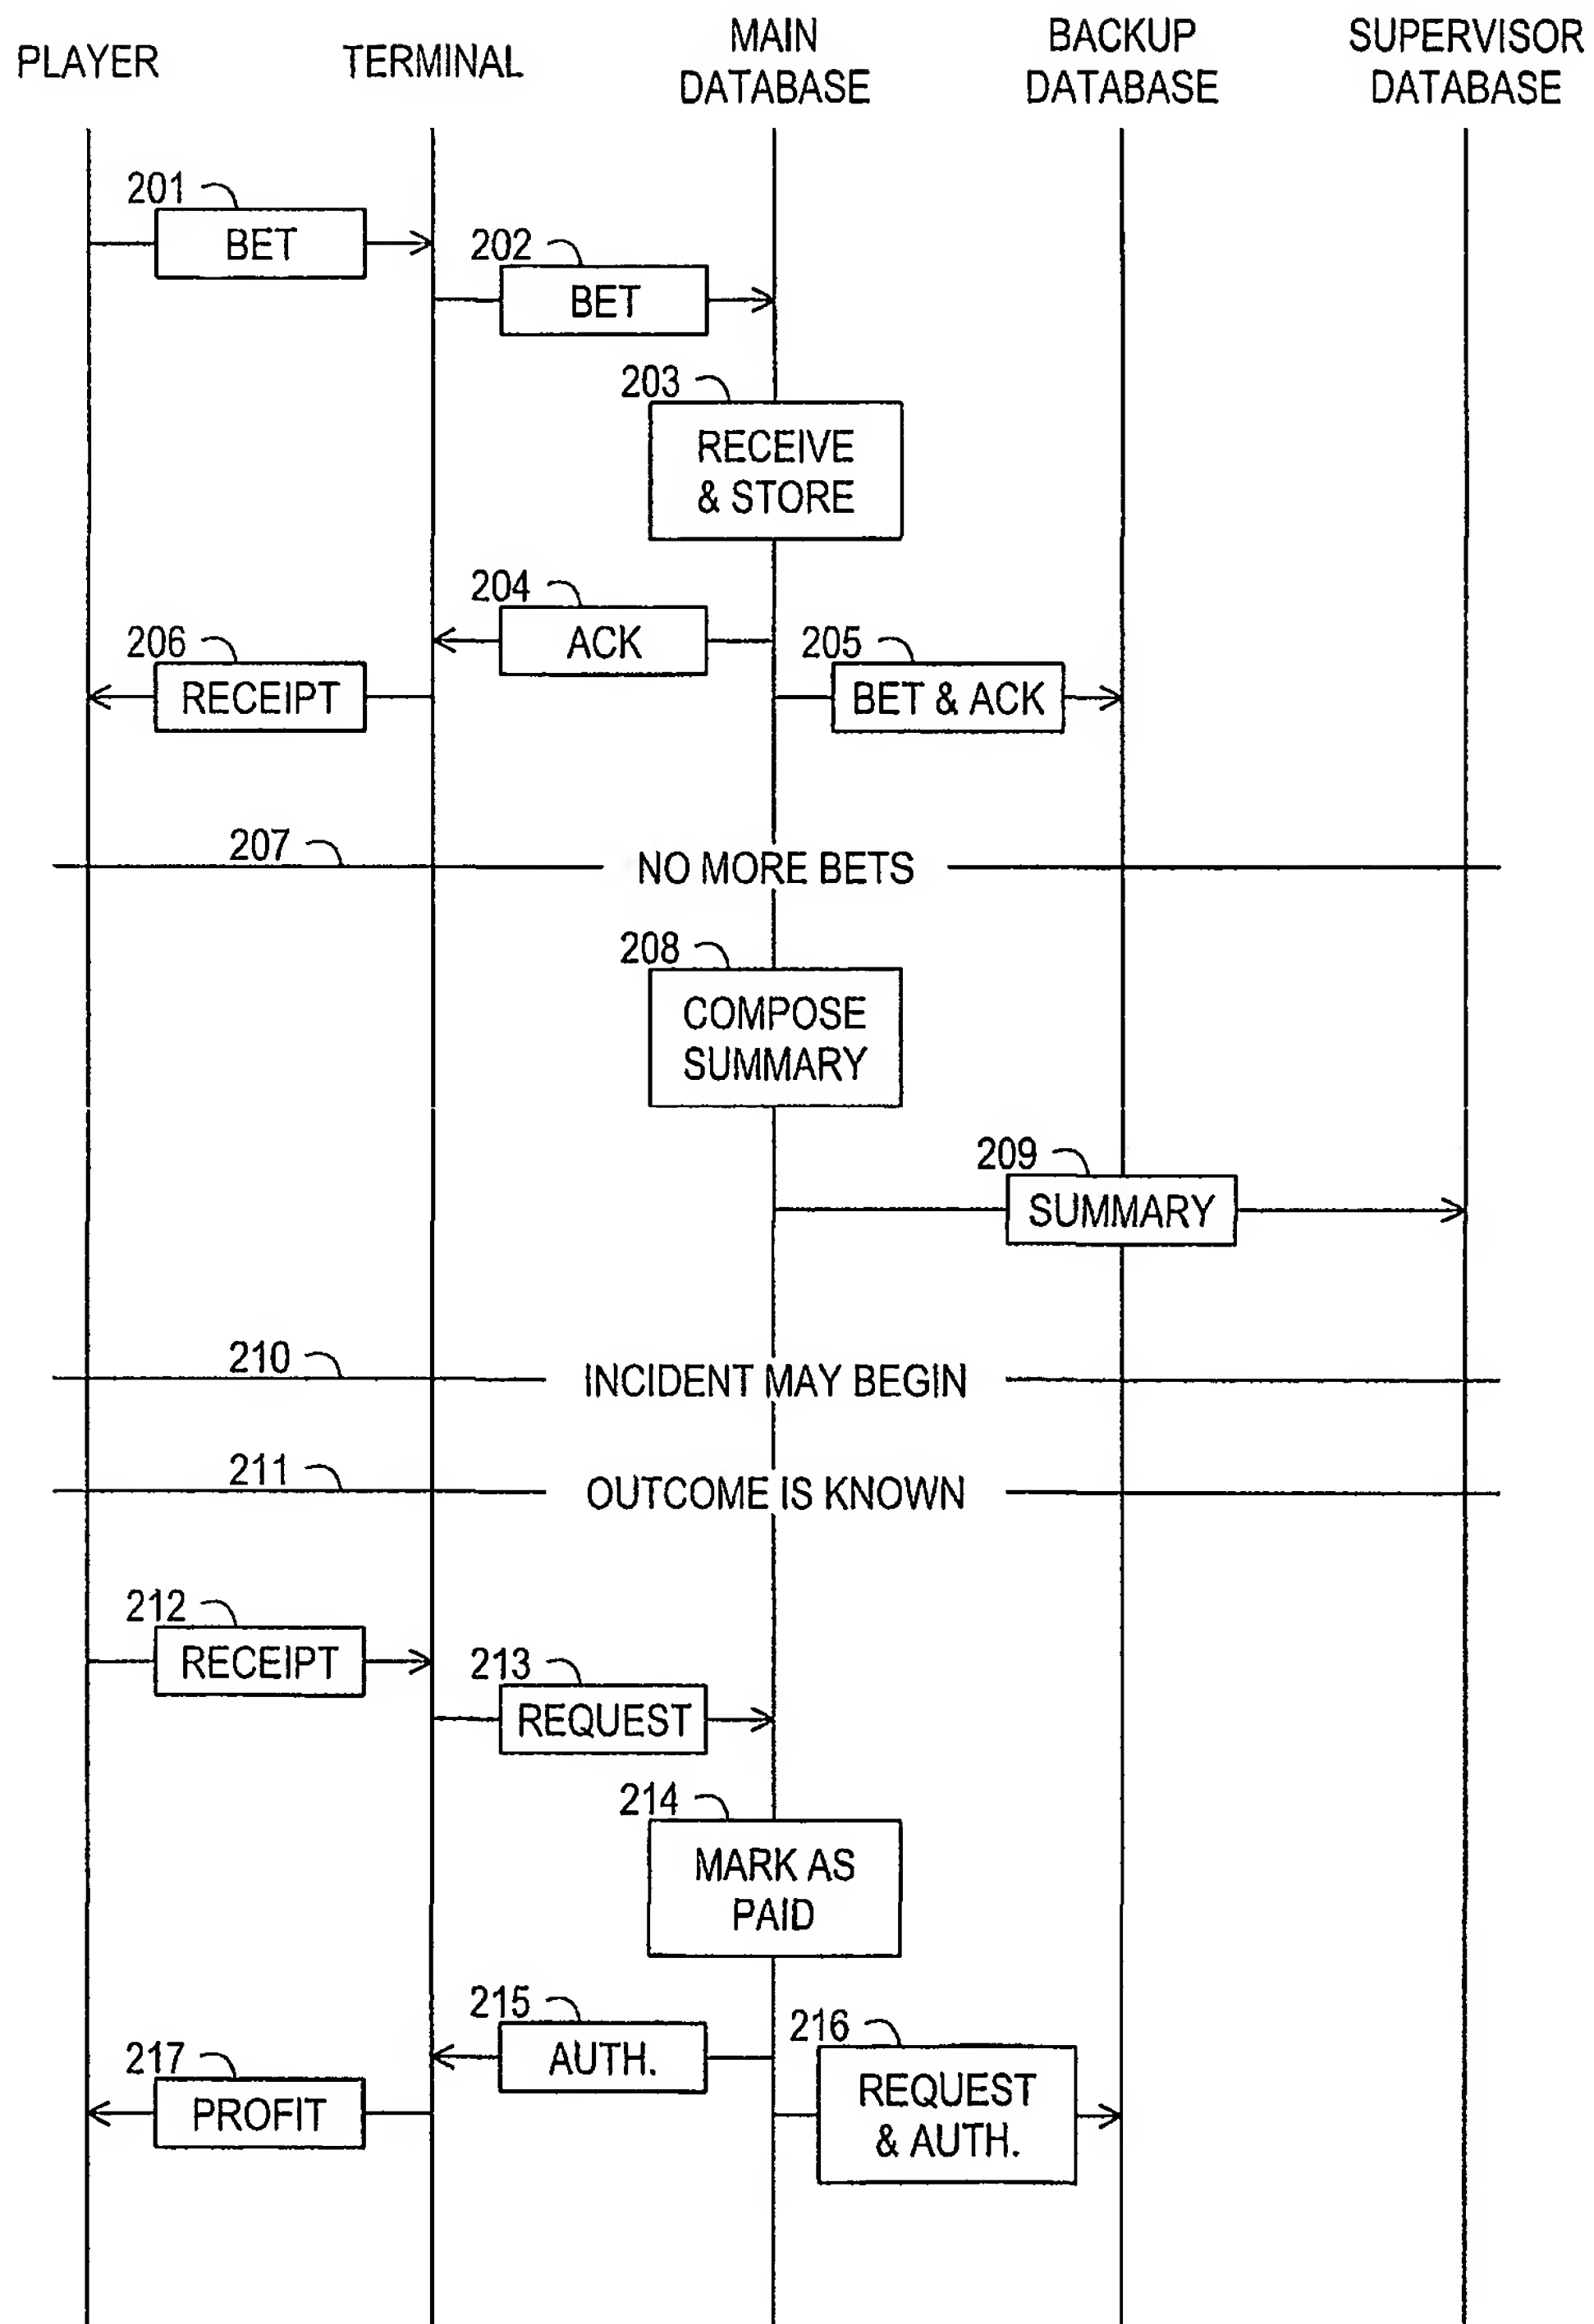 PLAYER
TERMINAL
MAIN
DATABASE
BACKUP
DATABASE
SUPERVISOR
DATABASE
201
BET
202
BET
203
RECEIVE
& STORE
204
ACK
206
RECEIPT
205
BET & ACK
207
NO MORE BETS
208
COMPOSE
SUMMARY
209
SUMMARY
210
INCIDENT MAY BEGIN
211
OUTCOME IS KNOWN
212
RECEIPT
213
REQUEST
214
MARK AS
PAID
215
AUTH.
216
REQUEST
& AUTH.
217
PROFIT